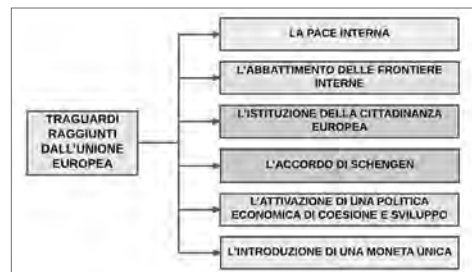 TRAGUARDI
RAGGIUNTI
DALL'UNIONE
EUROPEA
LA PACE INTERNA
L'ABBATTIMENTO DELLE FRONTIERE
INTERNE
L'ISTITUZIONE DELLA CITTADINANZA
EUROPEA
L'ACCORDO DI SCHENGEN
L'ATTIVAZIONE DI UNA POLITICA
ECONOMICA DI COESIONE E SVILUPPO
L'INTRODUZIONE DI UNA MONETA UNICA